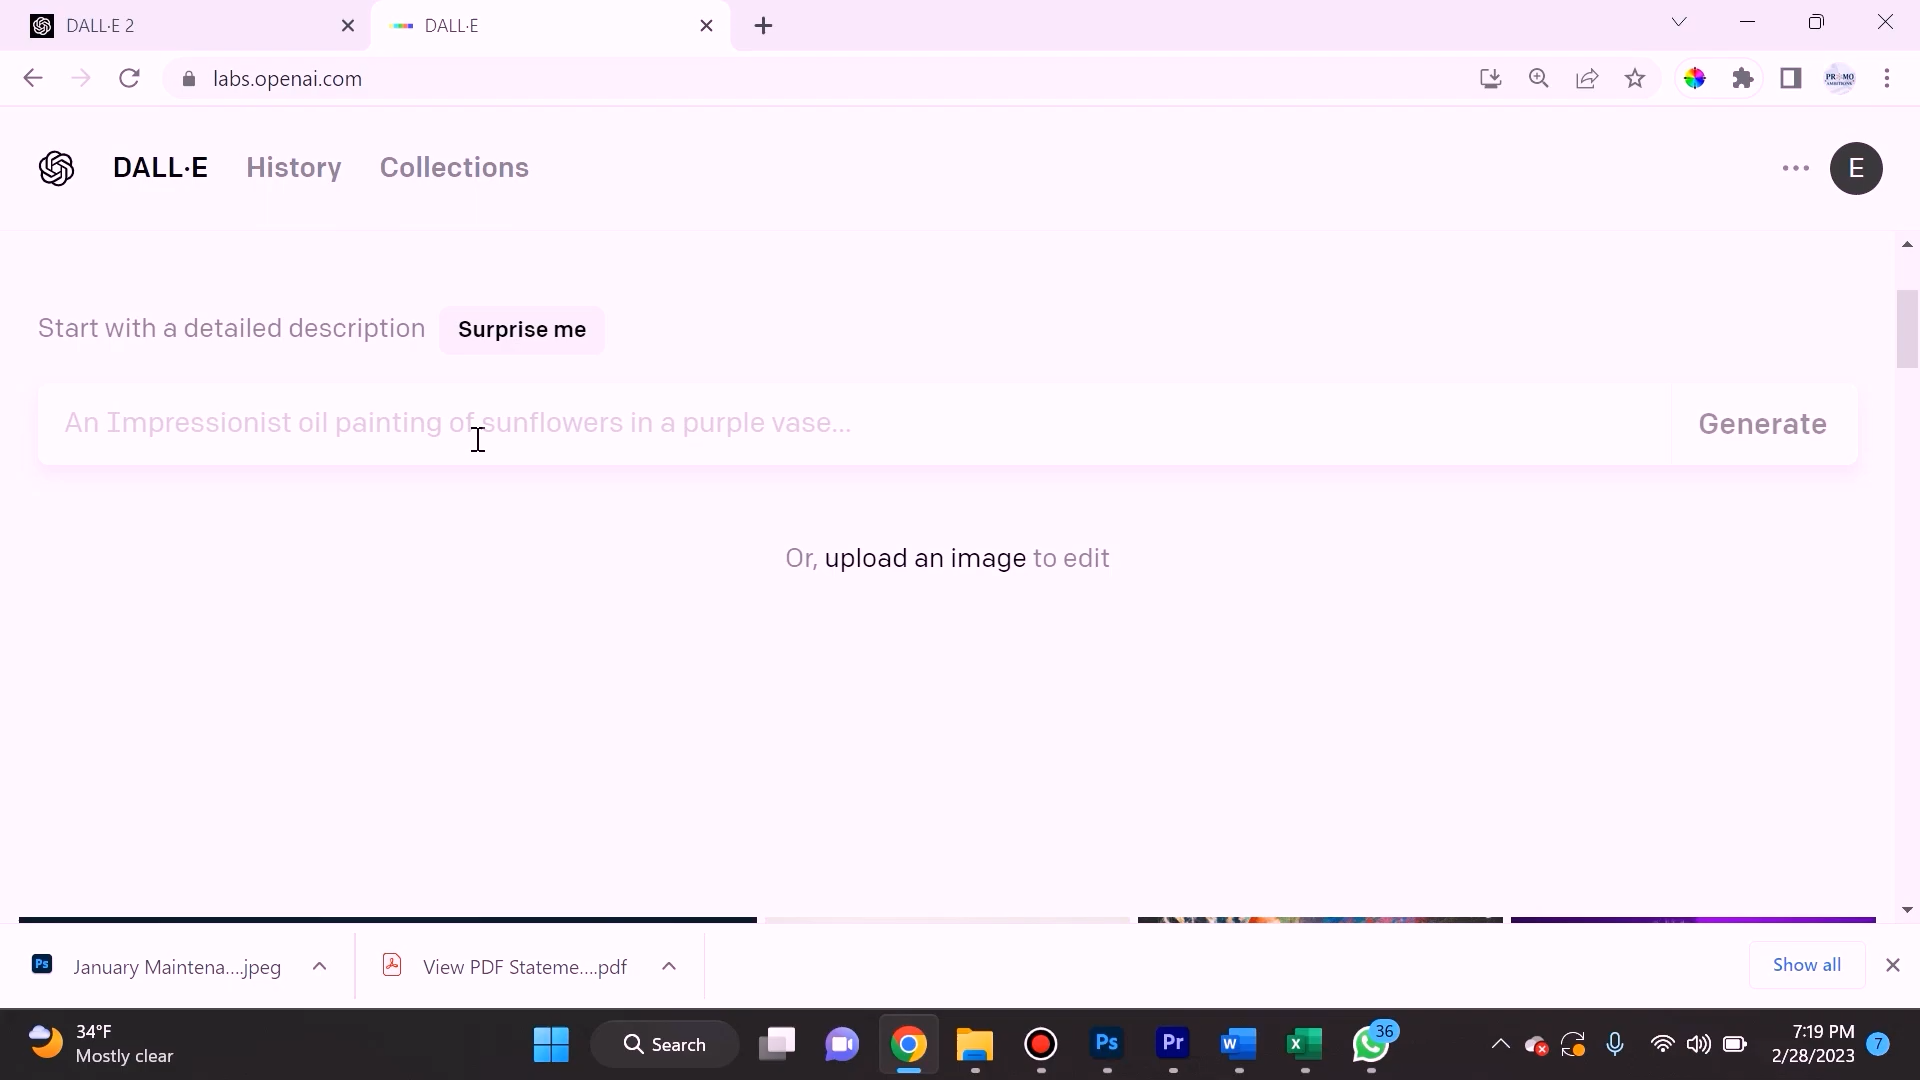 DALL·E 2
DALL·E
labs.openai.com
DALL·E History Collections
E
Start with a detailed description Surprise me
An Impressionist oil painting of sunflowers in a purple vase...
Generate
Or, upload an image to edit
January Maintena....jpeg
View PDF Stateme....pdf
Show all
34°F
Mostly clear
Search
Ps
Pr
36
7:19 PM
2/28/2023
7